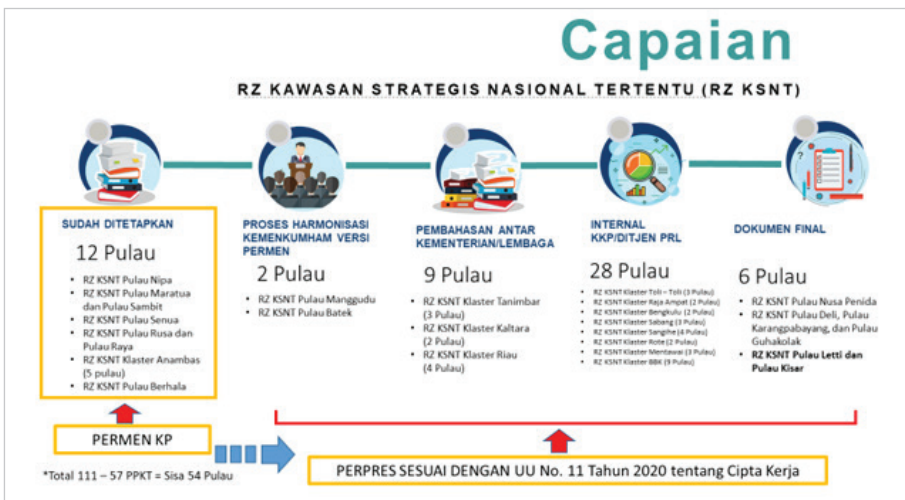 Capaian
RZ KAWASAN STRATEGIS NASIONAL TERTENTU (RZ KSNT)
SUDAH DITETAPKAN
12 Pulau
• RZ KSNT Pulau Nipa
• RZ KSNT Pulau Maratua
dan Pulau Sambit
• RZ KSNT Pulau Senua
• RZ KSNT Pulau Rusa dan
Pulau Raya
• RZ KSNT Klaster Anambas
(5 pulau)
• RZ KSNT Pulau Berhala
PROSES HARMONISASI
KEMENKUMHAM VERSI
PERMEN
2 Pulau
• RZ KSNT Pulau Manggudu
• RZ KSNT Pulau Batek
PEMBAHASAN ANTAR
KEMENTERIAN/LEMBAGA
9 Pulau
• RZ KSNT Klaster Tanimbar
(3 Pulau)
• RZ KSNT Klaster Kaltara
(2 Pulau)
• RZ KSNT Klaster Riau
(4 Pulau)
INTERNAL
KKP/DITJEN PRL
28 Pulau
• RZ KSNT Klaster Toli – Toli (3 Pulau)
• RZ KSNT Klaster Raja Ampat (2 Pulau)
• RZ KSNT Klaster Bengkulu (2 Pulau)
• RZ KSNT Klaster Sabang (3 Pulau)
• RZ KSNT Klaster Sangihe (4 Pulau)
• RZ KSNT Klaster Rote (2 Pulau)
• RZ KSNT Klaster Mentawai (3 Pulau)
• RZ KSNT Klaster BBK (9 Pulau)
DOKUMEN FINAL
6 Pulau
• RZ KSNT Pulau Nusa Penida
• RZ KSNT Pulau Deli, Pulau
Karangpabayang, dan Pulau
Guhakolak
• RZ KSNT Pulau Letti dan
Pulau Kisar
PERMEN KP
*Total 111 – 57 PPKT = Sisa 54 Pulau
PERPRES SESUAI DENGAN UU No. 11 Tahun 2020 tentang Cipta Kerja